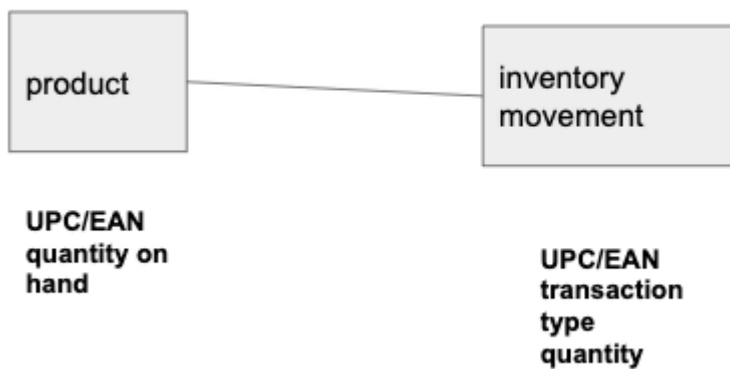 product
inventory
movement
UPC/EAN
quantity on
hand
UPC/EAN
transaction
type
quantity